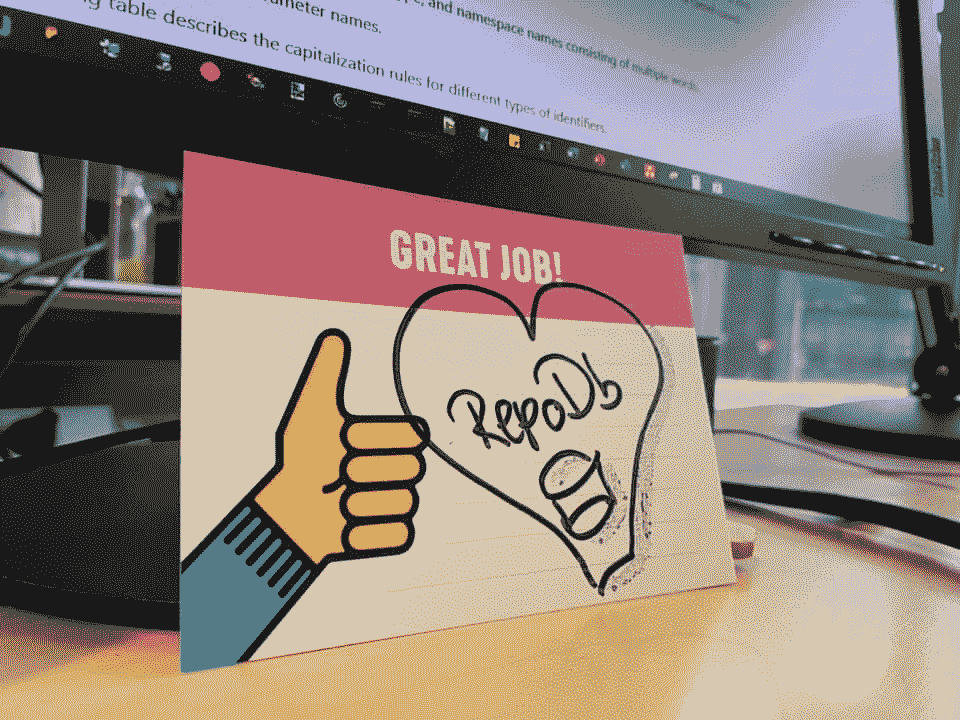 and namespace names consisting of multiple words.
ameter names.
g table describes the capitalization rules for different types of identifiers.
GREAT JOB!
RepoDb